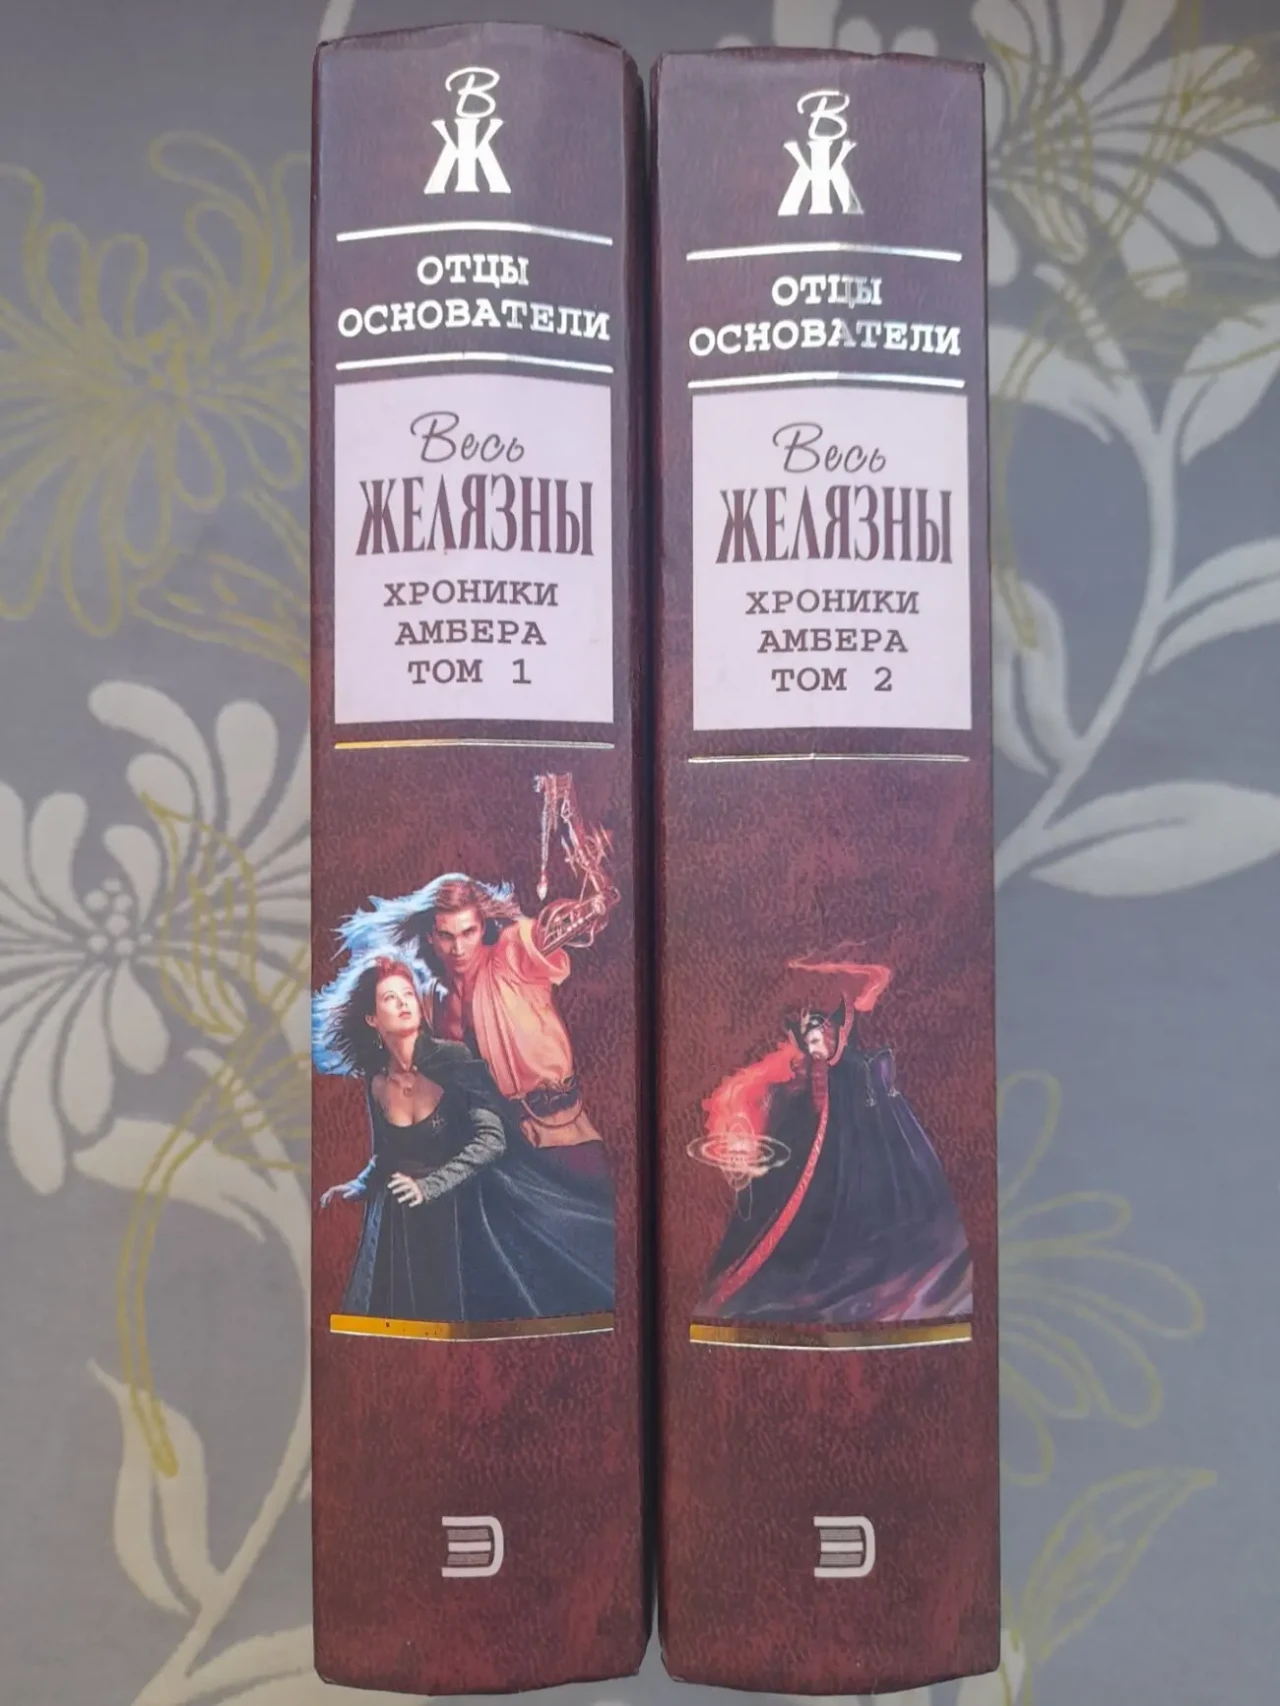 В
Ж
ОТЦЫ
ОСНОВАТЕЛИ
Весь
ЖЕЛЯЗНЫ
ХРОНИКИ
АМБЕРА
ТОМ 1
Э
В
Ж
ОТЦЫ
ОСНОВАТЕЛИ
Весь
ЖЕЛЯЗНЫ
ХРОНИКИ
АМБЕРА
ТОМ 2
Э